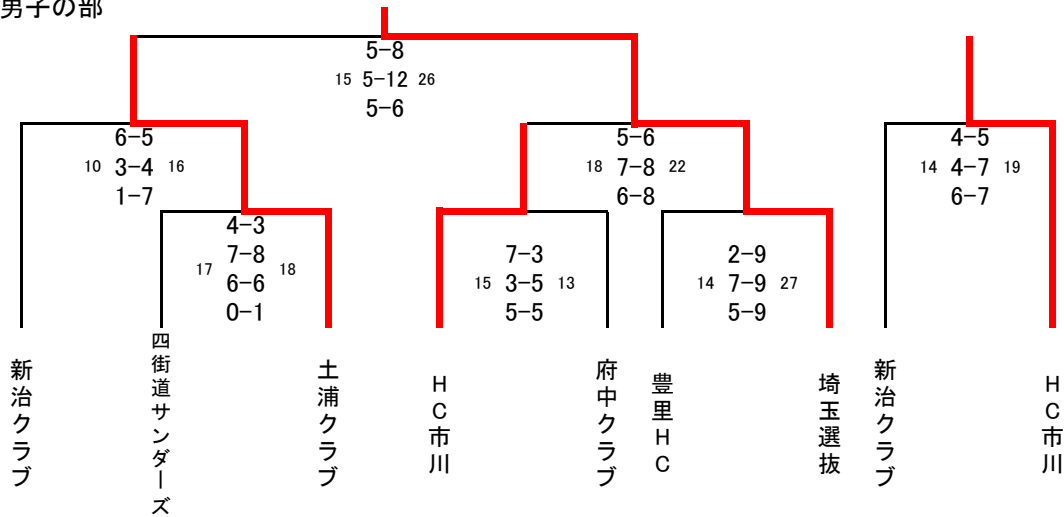 男子の部
5-8
15 5-12 26
5-6
6-5
10 3-4 16
1-7
5-6
18 7-8 22
6-8
4-5
14 4-7 19
6-7
4-3
7-8
17 18
6-6
0-1
7-3
15 3-5 13
5-5
2-9
14 7-9 27
5-9
新治クラブ
四街道サンダーズ
土浦クラブ
HC市川
府中クラブ
豊里HC
埼玉選抜
新治クラブ
HC市川